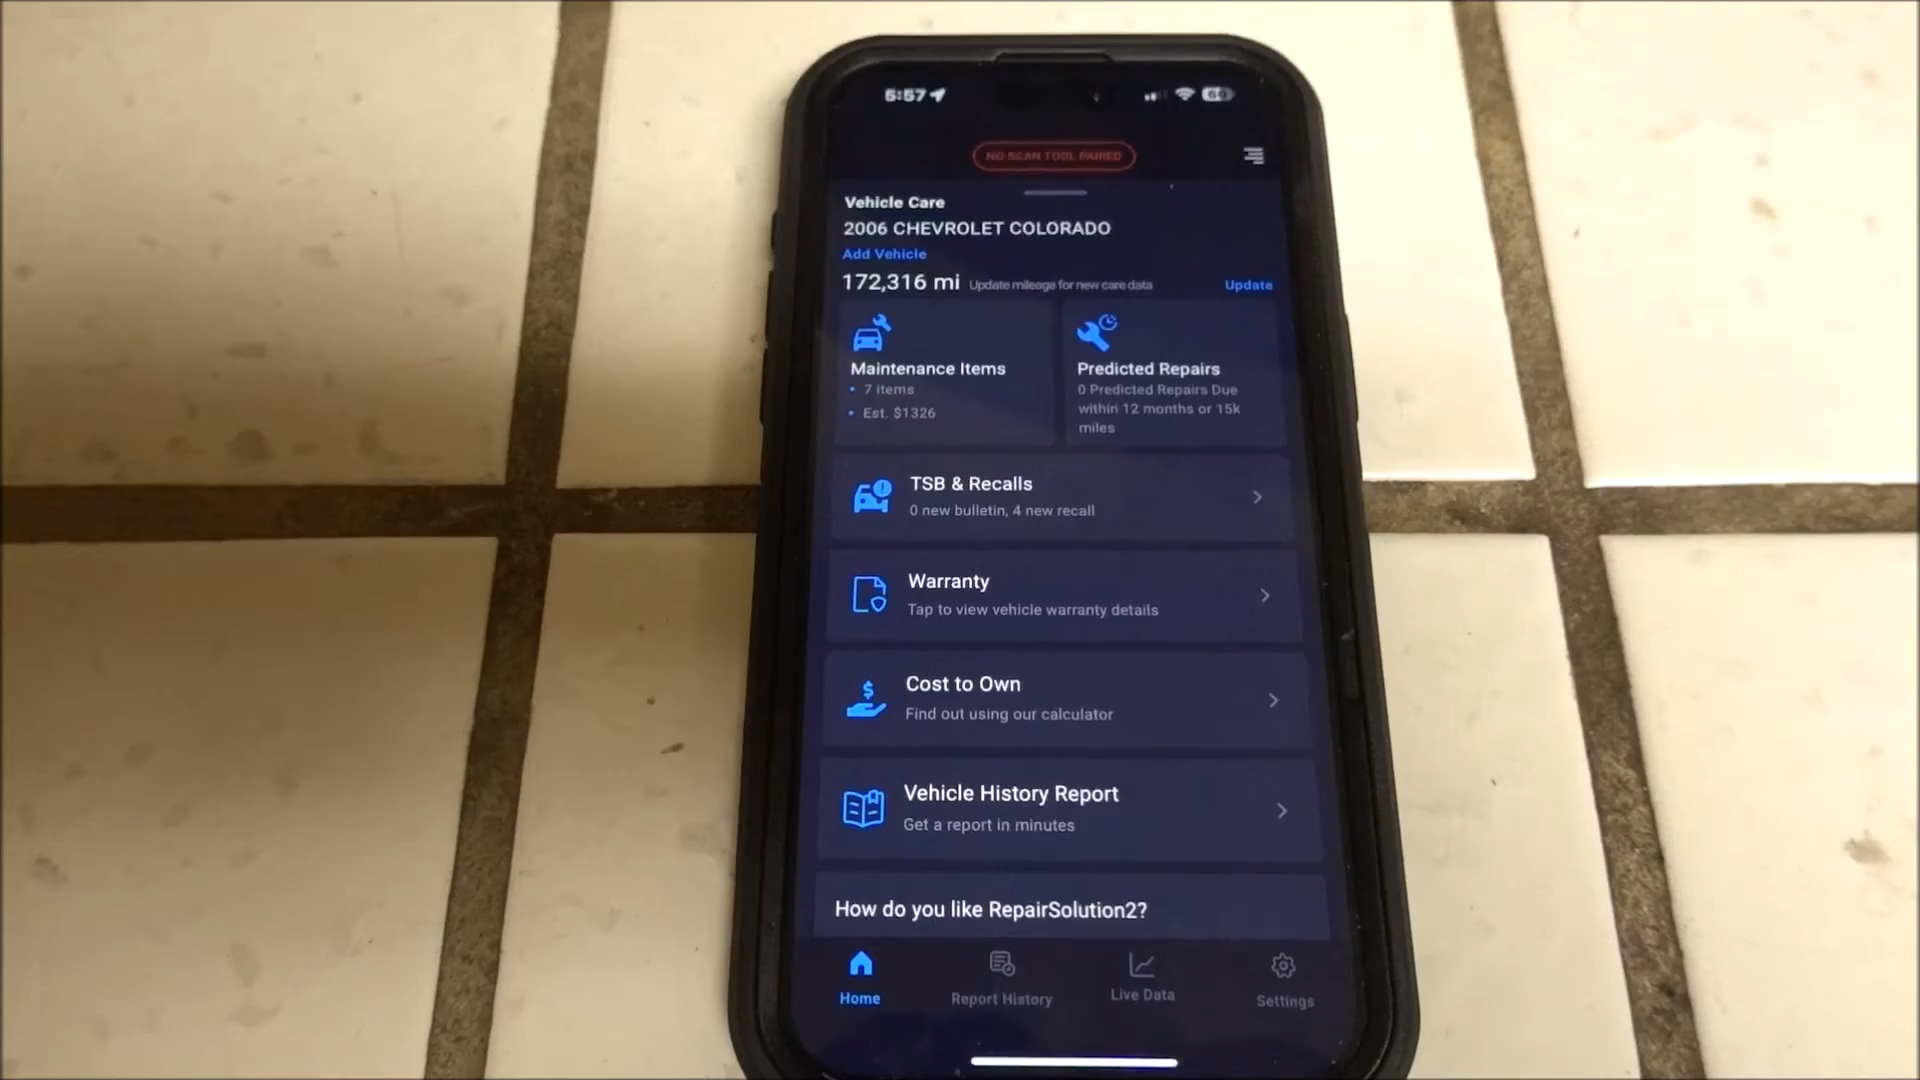 5:57
60
NO SCAN TOOL PAIRED
Vehicle Care
2006 CHEVROLET COLORADO
Add Vehicle
172,316 mi Update mileage for new care data Update
Maintenance Items
• 7 items
• Est. $1326
Predicted Repairs
0 Predicted Repairs Due
within 12 months or 15k
miles
TSB & Recalls
0 new bulletin, 4 new recall
Warranty
Tap to view vehicle warranty details
Cost to Own
Find out using our calculator
Vehicle History Report
Get a report in minutes
How do you like RepairSolution2?
Home
Report History
Live Data
Settings